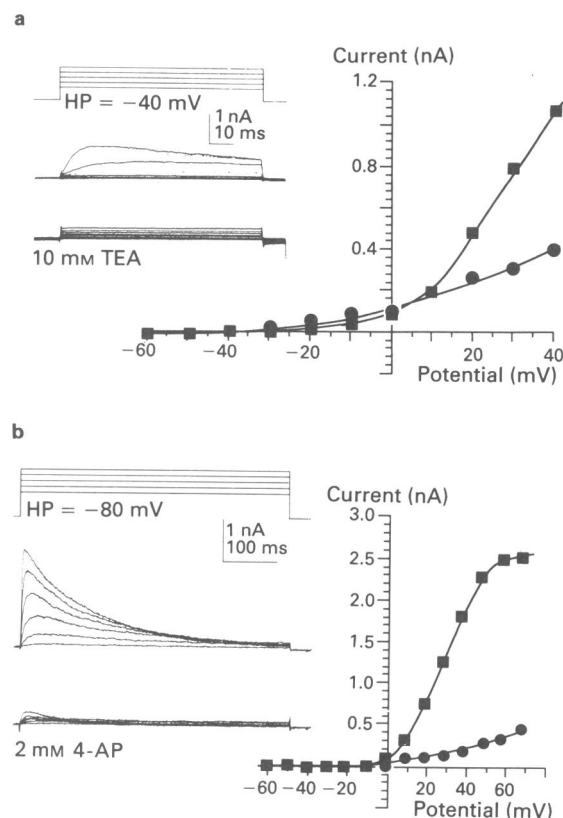 a
Current (nA)
HP = −40 mV
1 nA
10 ms
10 mM TEA
1.2
0.8
0.4
−60
−20
20
40
Potential (mV)
b
Current (nA)
HP = −80 mV
1 nA
100 ms
2 mM 4-AP
3.0
2.5
2.0
1.5
1.0
0.5
−60 −40 −20
20 40 60
Potential (mV)